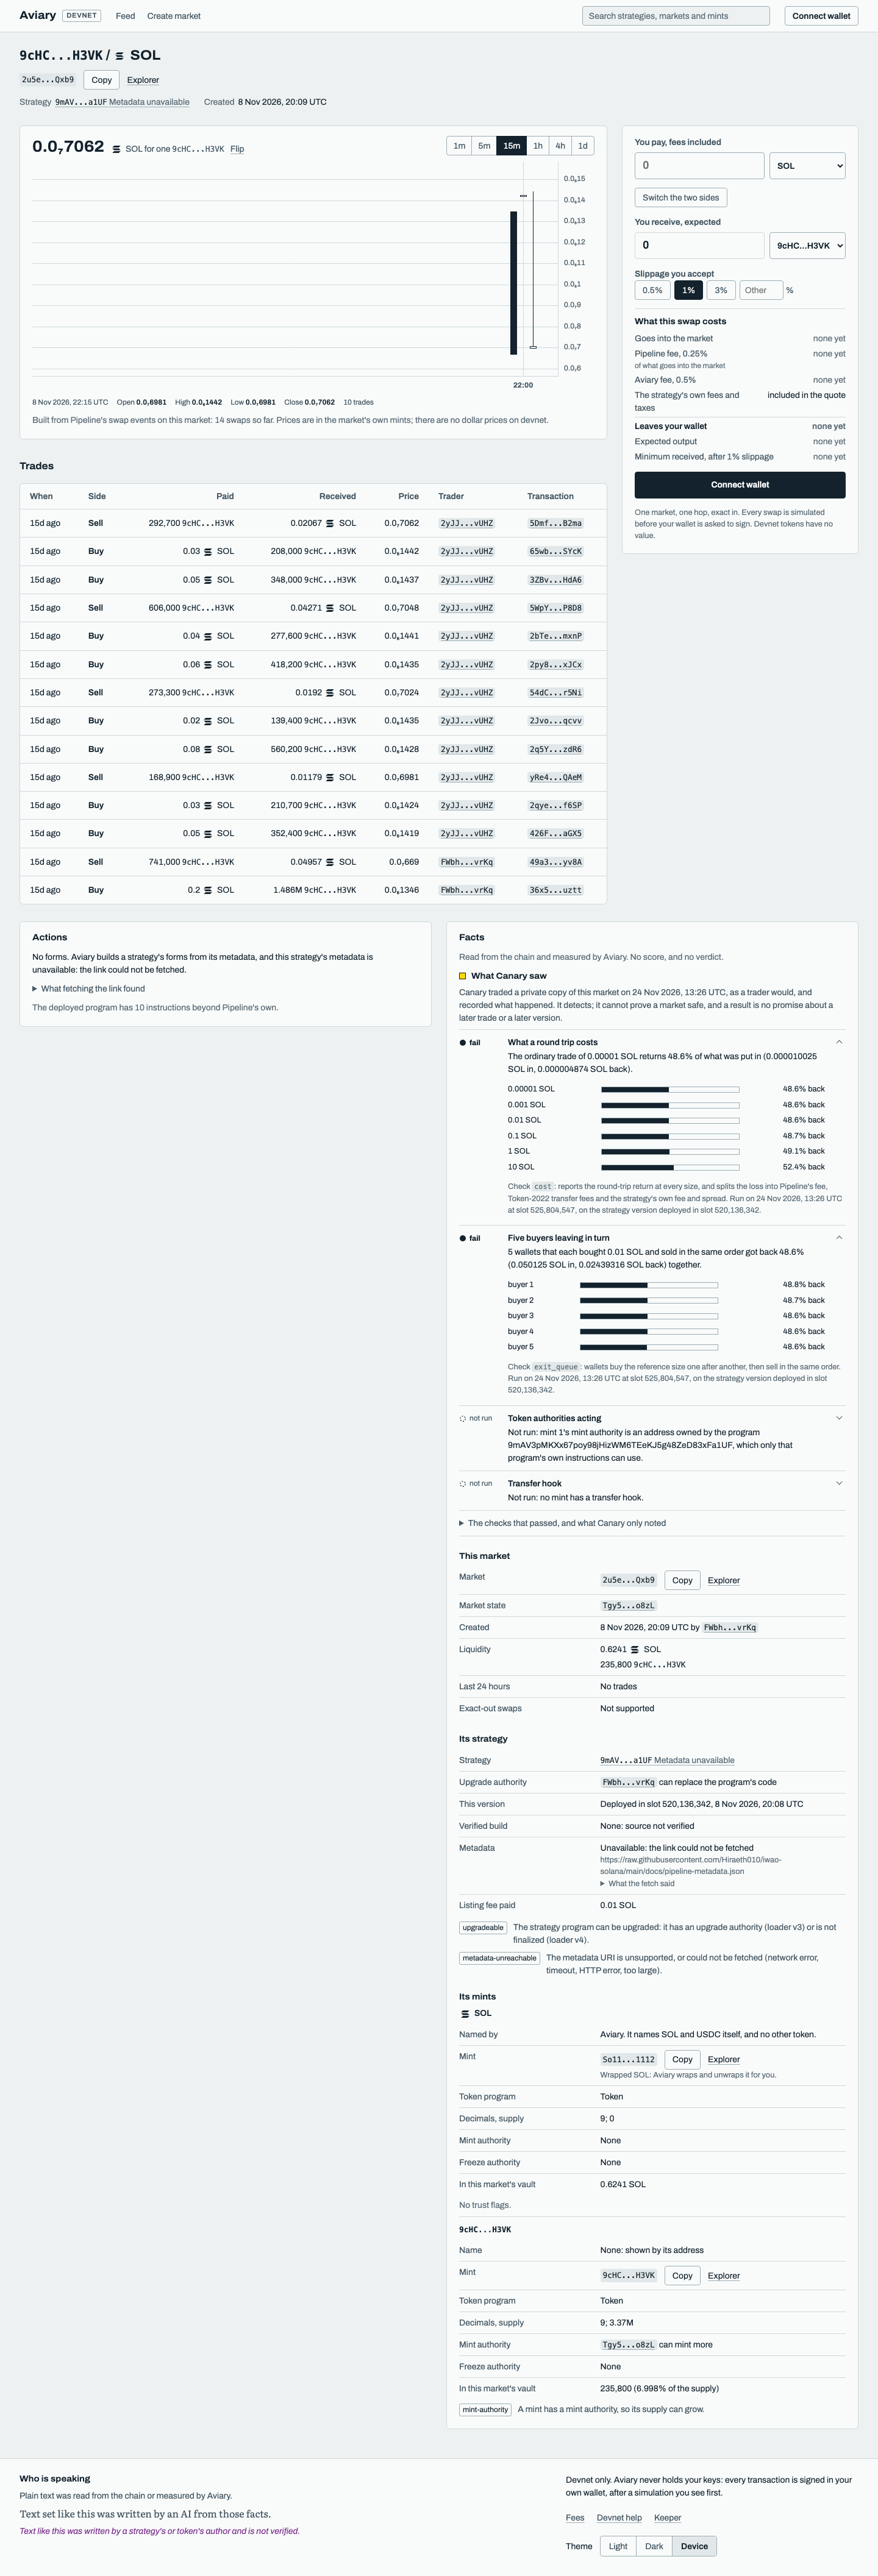 Aviary DEVNET Feed Create market Search strategies, markets and mints Connect wallet
9cHC...H3VK / SOL
2u5e...Qxb9 Copy Explorer
Strategy 9mAV...a1UF Metadata unavailable Created 8 Nov 2026, 20:09 UTC
0.0₇7062 SOL for one 9cHC...H3VK Flip 1m 5m 15m 1h 4h 1d
0.0₆15
0.0₆14
0.0₆13
0.0₆12
0.0₆11
0.0₆1
0.0₇9
0.0₇8
0.0₇7
0.0₇6
22:00
8 Nov 2026, 22:15 UTC Open 0.0₇6981 High 0.0₆1442 Low 0.0₇6981 Close 0.0₇7062 10 trades
Built from Pipeline's swap events on this market: 14 swaps so far. Prices are in the market's own mints; there are no dollar prices on devnet.
You pay, fees included
0 SOL
Switch the two sides
You receive, expected
0 9cHC...H3VK
Slippage you accept
0.5% 1% 3% Other %
What this swap costs
Goes into the market none yet
Pipeline fee, 0.25% none yet
of what goes into the market
Aviary fee, 0.5% none yet
The strategy's own fees and included in the quote
taxes
Leaves your wallet none yet
Expected output none yet
Minimum received, after 1% slippage none yet
Connect wallet
One market, one hop, exact in. Every swap is simulated
before your wallet is asked to sign. Devnet tokens have no
value.
Trades
When Side Paid Received Price Trader Transaction
15d ago Sell 292,700 9cHC...H3VK 0.02067 SOL 0.0₇7062 2yJJ...vUHZ 5Dmf...B2ma
15d ago Buy 0.03 SOL 208,000 9cHC...H3VK 0.0₆1442 2yJJ...vUHZ 65wb...SYcK
15d ago Buy 0.05 SOL 348,000 9cHC...H3VK 0.0₆1437 2yJJ...vUHZ 3ZBv...HdA6
15d ago Sell 606,000 9cHC...H3VK 0.04271 SOL 0.0₇7048 2yJJ...vUHZ 5WpY...P8D8
15d ago Buy 0.04 SOL 277,600 9cHC...H3VK 0.0₆1441 2yJJ...vUHZ 2bTe...mxnP
15d ago Buy 0.06 SOL 418,200 9cHC...H3VK 0.0₆1435 2yJJ...vUHZ 2py8...xJCx
15d ago Sell 273,300 9cHC...H3VK 0.0192 SOL 0.0₇7024 2yJJ...vUHZ 54dC...r5Ni
15d ago Buy 0.02 SOL 139,400 9cHC...H3VK 0.0₆1435 2yJJ...vUHZ 2Jvo...qcvv
15d ago Buy 0.08 SOL 560,200 9cHC...H3VK 0.0₆1428 2yJJ...vUHZ 2q5Y...zdR6
15d ago Sell 168,900 9cHC...H3VK 0.01179 SOL 0.0₇6981 2yJJ...vUHZ yRe4...QAeM
15d ago Buy 0.03 SOL 210,700 9cHC...H3VK 0.0₆1424 2yJJ...vUHZ 2qye...f6SP
15d ago Buy 0.05 SOL 352,400 9cHC...H3VK 0.0₆1419 2yJJ...vUHZ 426F...aGX5
15d ago Sell 741,000 9cHC...H3VK 0.04957 SOL 0.0₇669 FWbh...vrKq 49a3...yv8A
15d ago Buy 0.2 SOL 1.486M 9cHC...H3VK 0.0₆1346 FWbh...vrKq 36x5...uztt
Actions
No forms. Aviary builds a strategy's forms from its metadata, and this strategy's metadata is
unavailable: the link could not be fetched.
What fetching the link found
The deployed program has 10 instructions beyond Pipeline's own.
Facts
Read from the chain and measured by Aviary. No score, and no verdict.
What Canary saw
Canary traded a private copy of this market on 24 Nov 2026, 13:26 UTC, as a trader would, and
recorded what happened. It detects; it cannot prove a market safe, and a result is no promise about a
later trade or a later version.
fail What a round trip costs
The ordinary trade of 0.00001 SOL returns 48.6% of what was put in (0.000010025
SOL in, 0.000004874 SOL back).
0.00001 SOL 48.6% back
0.001 SOL 48.6% back
0.01 SOL 48.6% back
0.1 SOL 48.7% back
1 SOL 49.1% back
10 SOL 52.4% back
Check cost: reports the round-trip return at every size, and splits the loss into Pipeline's fee,
Token-2022 transfer fees and the strategy's own fee and spread. Run on 24 Nov 2026, 13:26 UTC
at slot 525,804,547, on the strategy version deployed in slot 520,136,342.
fail Five buyers leaving in turn
5 wallets that each bought 0.01 SOL and sold in the same order got back 48.6%
(0.050125 SOL in, 0.02439316 SOL back) together.
buyer 1 48.8% back
buyer 2 48.7% back
buyer 3 48.6% back
buyer 4 48.6% back
buyer 5 48.6% back
Check exit_queue: wallets buy the reference size one after another, then sell in the same order.
Run on 24 Nov 2026, 13:26 UTC at slot 525,804,547, on the strategy version deployed in slot
520,136,342.
not run Token authorities acting
Not run: mint 1's mint authority is an address owned by the program
9mAV3pMKXx67poy98jHizWM6TEeKJ5g48ZeD83xFa1UF, which only that
program's own instructions can use.
not run Transfer hook
Not run: no mint has a transfer hook.
The checks that passed, and what Canary only noted
This market
Market 2u5e...Qxb9 Copy Explorer
Market state Tgy5...o8zL
Created 8 Nov 2026, 20:09 UTC by FWbh...vrKq
Liquidity 0.6241 SOL
235,800 9cHC...H3VK
Last 24 hours No trades
Exact-out swaps Not supported
Its strategy
Strategy 9mAV...a1UF Metadata unavailable
Upgrade authority FWbh...vrKq can replace the program's code
This version Deployed in slot 520,136,342, 8 Nov 2026, 20:08 UTC
Verified build None: source not verified
Metadata Unavailable: the link could not be fetched
https://raw.githubusercontent.com/Hiraeth010/iwao-
solana/main/docs/pipeline-metadata.json
What the fetch said
Listing fee paid 0.01 SOL
upgradeable The strategy program can be upgraded: it has an upgrade authority (loader v3) or is not
finalized (loader v4).
metadata-unreachable The metadata URI is unsupported, or could not be fetched (network error,
timeout, HTTP error, too large).
Its mints
SOL
Named by Aviary. It names SOL and USDC itself, and no other token.
Mint So11...1112 Copy Explorer
Wrapped SOL: Aviary wraps and unwraps it for you.
Token program Token
Decimals, supply 9; 0
Mint authority None
Freeze authority None
In this market's vault 0.6241 SOL
No trust flags.
9cHC...H3VK
Name None: shown by its address
Mint 9cHC...H3VK Copy Explorer
Token program Token
Decimals, supply 9; 3.37M
Mint authority Tgy5...o8zL can mint more
Freeze authority None
In this market's vault 235,800 (6.998% of the supply)
mint-authority A mint has a mint authority, so its supply can grow.
Who is speaking
Plain text was read from the chain or measured by Aviary.
Text set like this was written by an AI from those facts.
Text like this was written by a strategy's or token's author and is not verified.
Devnet only. Aviary never holds your keys: every transaction is signed in your
own wallet, after a simulation you see first.
Fees Devnet help Keeper
Theme Light Dark Device